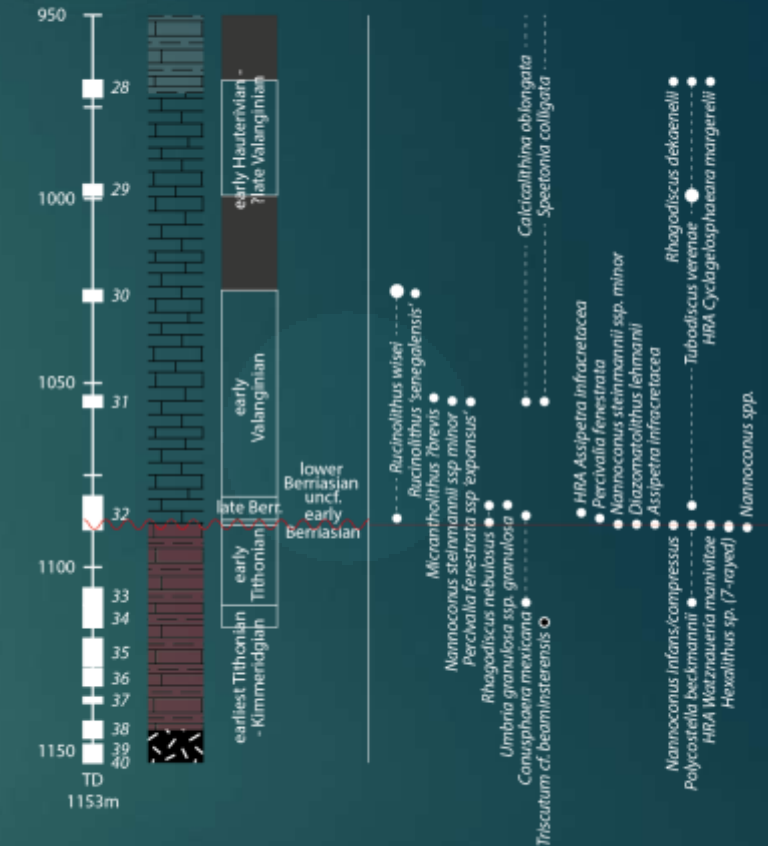 950
28
1000
29
30
1050
31
32
1100
33
34
35
36
37
38
1150
39
40
TD
1153m
early Hauterivian -
?late Valanginian
early
Valanginian
late Berr.
early
Tithonian
earliest Tithonian
- Kimmeridgian
lower
Berriasian
uncf.
early
Berriasian
Rucinolithus wisei
Rucinolithus 'senegalensis'
Micrantholithus ?brevis
Nannoconus steinmannii ssp minor
Percivalia fenestrata ssp 'expansus'
Rhagodiscus nebulosus
Umbria granulosa ssp. granulosa
Calcicalithina oblongata
Conusphaera mexicana
Speetonia colligata
Triscutum cf. beaminsterensis
HRA Assipetra infracretacea
Percivalia fenestrata
Nannoconus steinmannii ssp. minor
Diazomatolithus lehmanii
Assipetra infracretacea
Rhagodiscus dekaenelii
Nannoconus infans/compressus
Tubodiscus verenae
Polycostella beckmannii
HRA Cyclagelosphaeara margerelii
HRA Watznaueria manivitae
Hexalithus sp. (7-rayed)
Nannoconus spp.